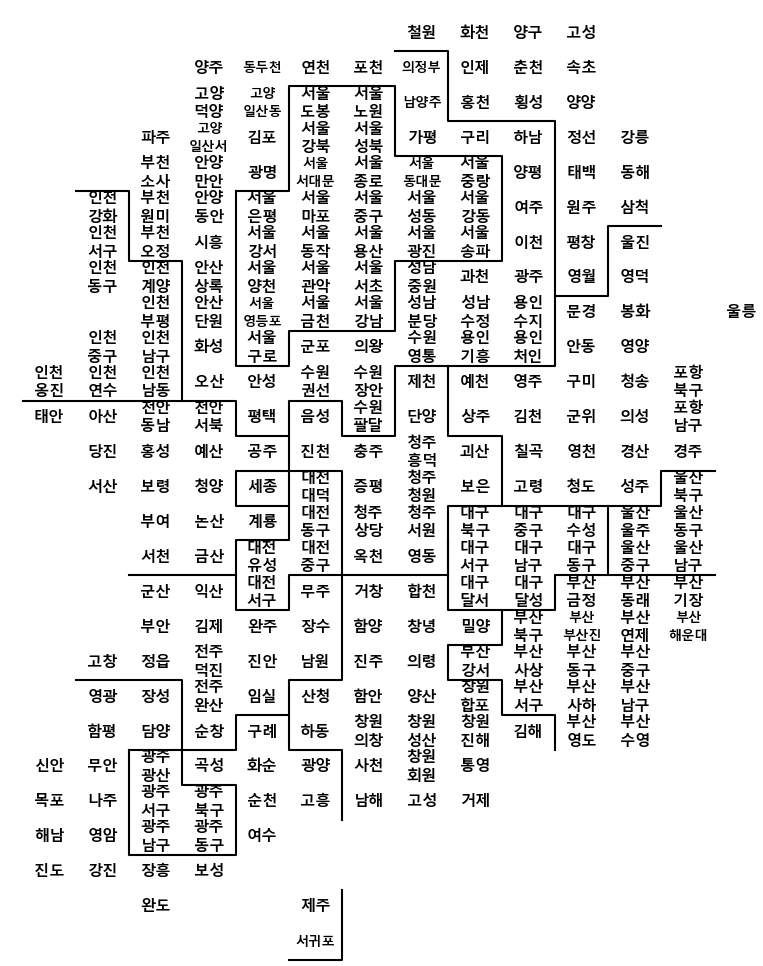 철원 화천 양구 고성
양주 동두천 연천 포천 의정부 인제 춘천 속초
고양 고양 서울 서울 남양주 홍천 횡성 양양
덕양 일산동 도봉 노원
파주 고양 김포 서울 서울 가평 구리 하남 정선 강릉
일산서 강북 성북
부천 안양 광명 서울 서울 서울 서울 양평 태백 동해
소사 만안 서대문 종로 동대문 중랑
인천 부천 안양 서울 서울 서울 서울 서울 여주 원주 삼척
강화 원미 동안 은평 마포 중구 성동 강동
인천 부천 시흥 서울 서울 서울 서울 서울 이천 평창 울진
서구 오정 강서 동작 용산 광진 송파
인천 인천 안산 서울 서울 서울 성남 과천 광주 영월 영덕
동구 계양 상록 양천 관악 서초 중원
인천 안산 서울 서울 서울 성남 성남 용인 문경 봉화 울릉
부평 단원 영등포 금천 강남 분당 수정 수지
인천 인천 화성 서울 군포 의왕 수원 용인 용인 안동 영양
중구 남구 구로 영통 기흥 처인
인천 인천 인천 오산 안성 수원 수원 제천 예천 영주 구미 청송 포항
옹진 연수 남동 권선 장안 북구
태안 아산 천안 천안 평택 음성 수원 단양 상주 김천 군위 의성 포항
동남 서북 팔달 남구
당진 홍성 예산 공주 진천 충주 청주 괴산 칠곡 영천 경산 경주
흥덕
서산 보령 청양 세종 대전 증평 청주 보은 고령 청도 성주 울산
대덕 청원 북구
부여 논산 계룡 대전 청주 청주 대구 대구 대구 울산 울산
동구 상당 서원 북구 중구 수성 울주 동구
서천 금산 대전 대전 옥천 영동 대구 대구 대구 울산 울산
유성 중구 서구 남구 동구 중구 남구
군산 익산 대전 무주 거창 합천 대구 대구 부산 부산 부산
서구 달서 달성 금정 동래 기장
부안 김제 완주 장수 함양 창녕 밀양 부산 부산 부산 부산
북구 부산진 연제 해운대
고창 정읍 전주 진안 남원 진주 의령 부산 부산 부산 부산
덕진 강서 사상 동구 중구
영광 장성 전주 임실 산청 함안 양산 창원 부산 부산 부산
완산 합포 서구 사하 남구
함평 담양 순창 구례 하동 창원 창원 창원 김해 부산 부산
의창 성산 진해 영도 수영
신안 무안 광주 곡성 화순 광양 사천 창원 통영
광산 회원
목포 나주 광주 광주 순천 고흥 남해 고성 거제
서구 북구
해남 영암 광주 광주 여수
남구 동구
진도 강진 장흥 보성
완도 제주
서귀포